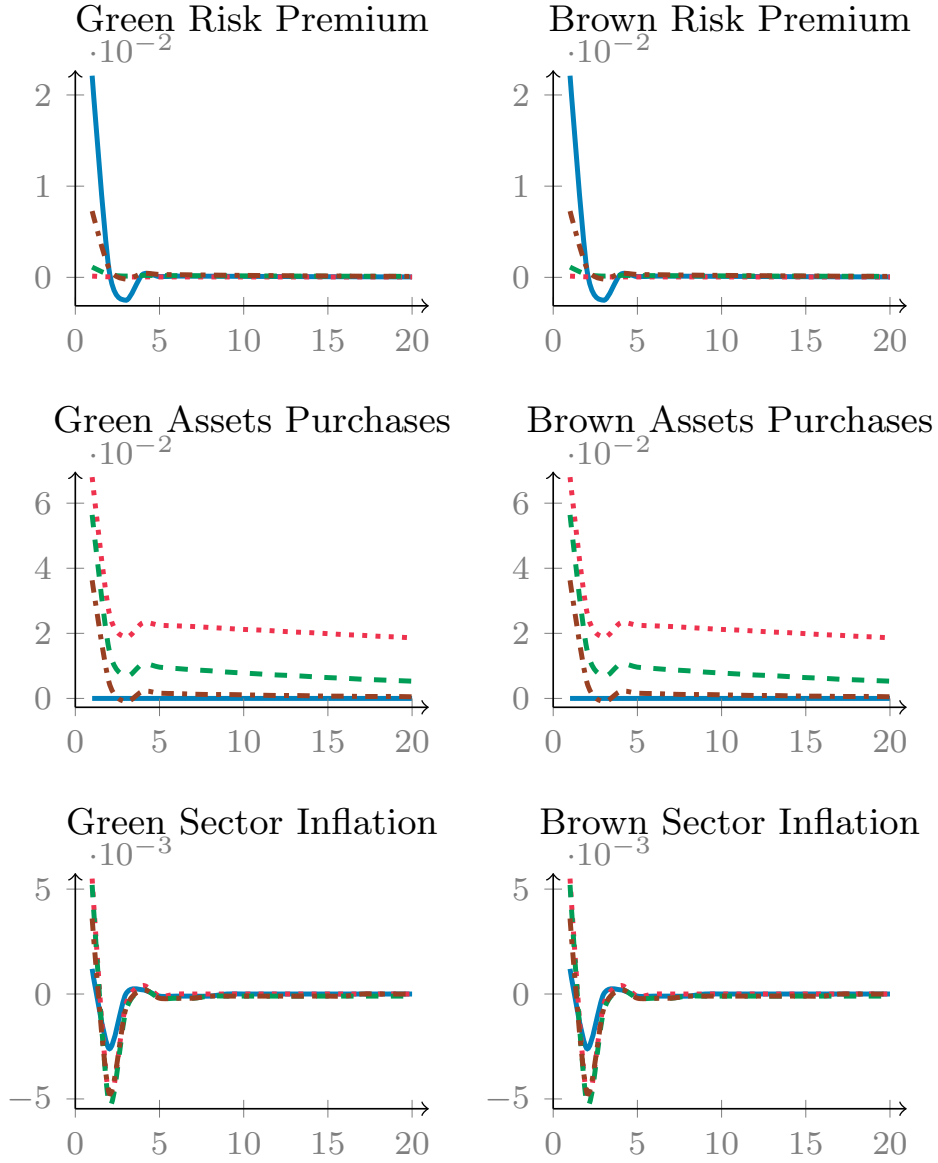 Green Risk Premium
Brown Risk Premium
·10⁻²
·10⁻²
2
1
0
0 5 10 15 20
2
1
0
0 5 10 15 20
Green Assets Purchases
Brown Assets Purchases
·10⁻²
·10⁻²
6
4
2
0
0 5 10 15 20
6
4
2
0
0 5 10 15 20
Green Sector Inflation
Brown Sector Inflation
·10⁻³
·10⁻³
5
0
−5
0 5 10 15 20
5
0
−5
0 5 10 15 20